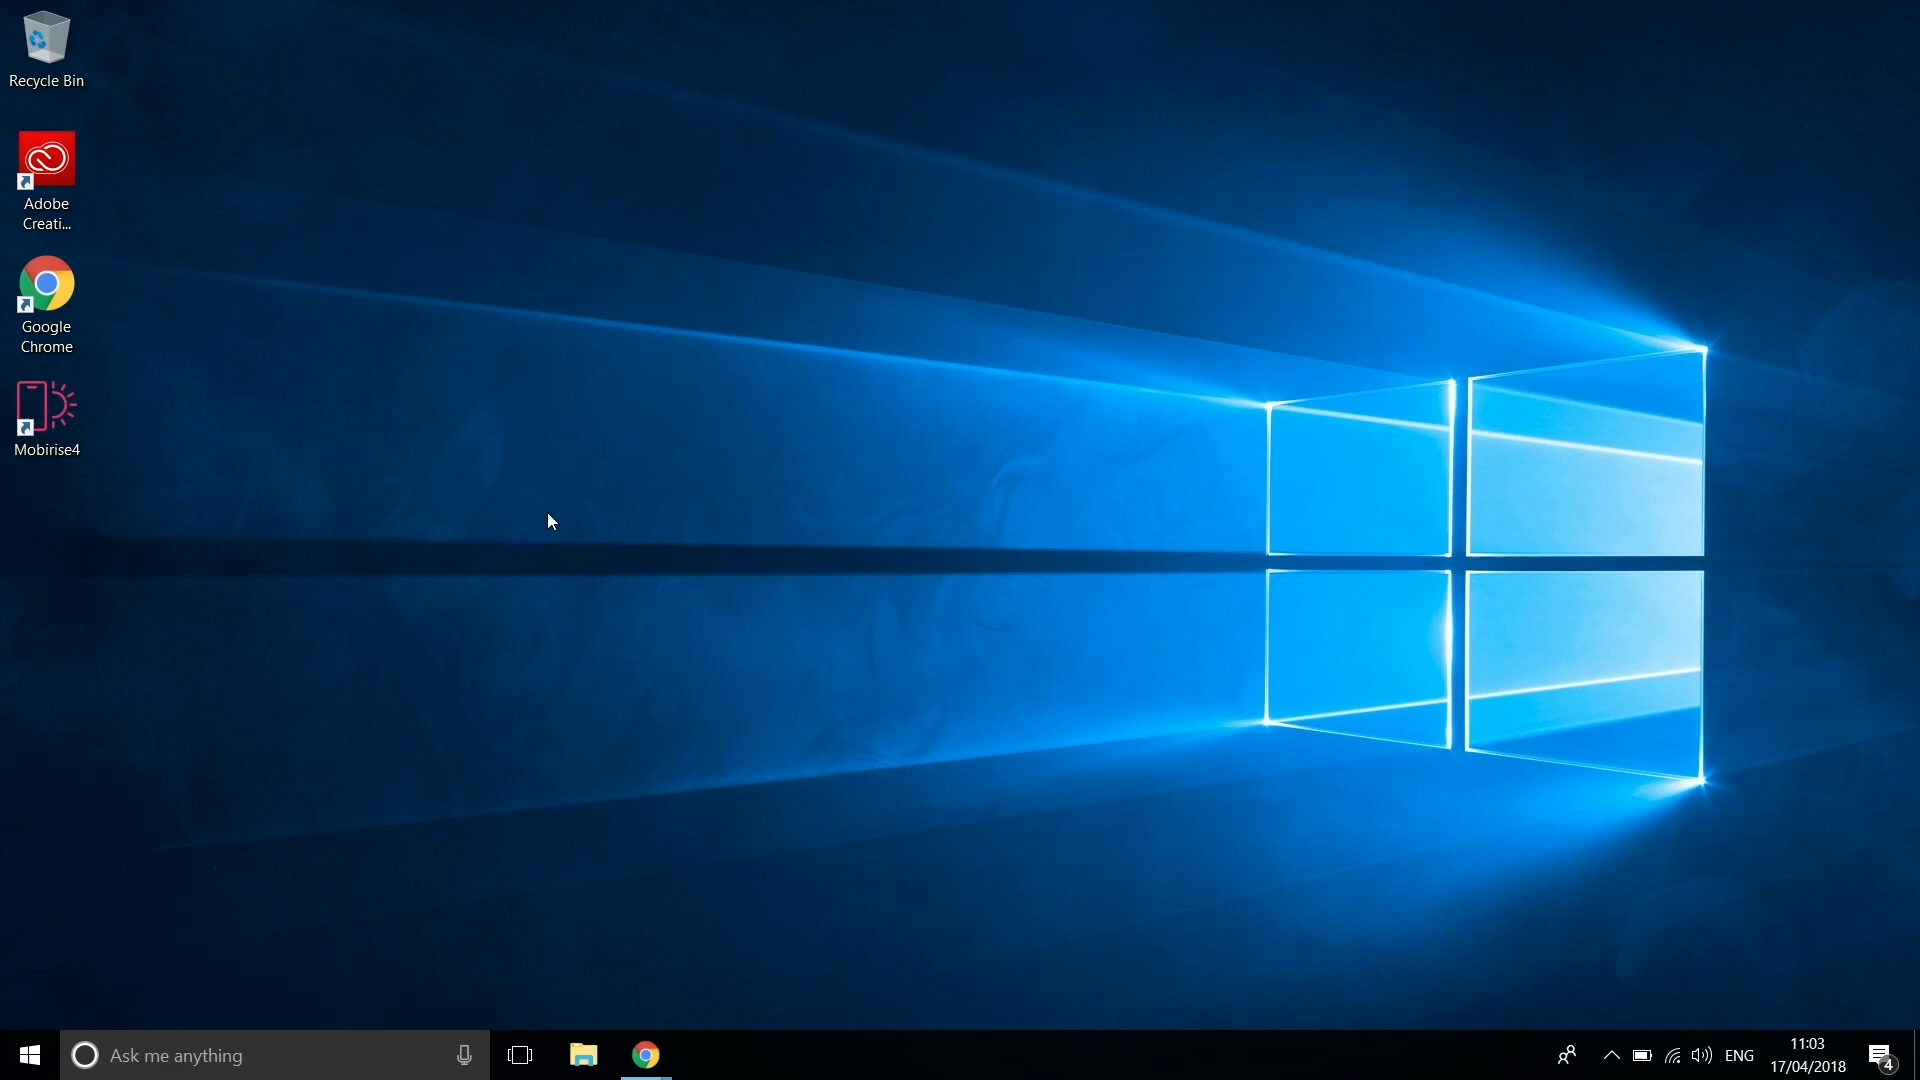 Recycle Bin
Adobe
Creati...
Google
Chrome
Mobirise4
Ask me anything
ENG
11:03
17/04/2018
4